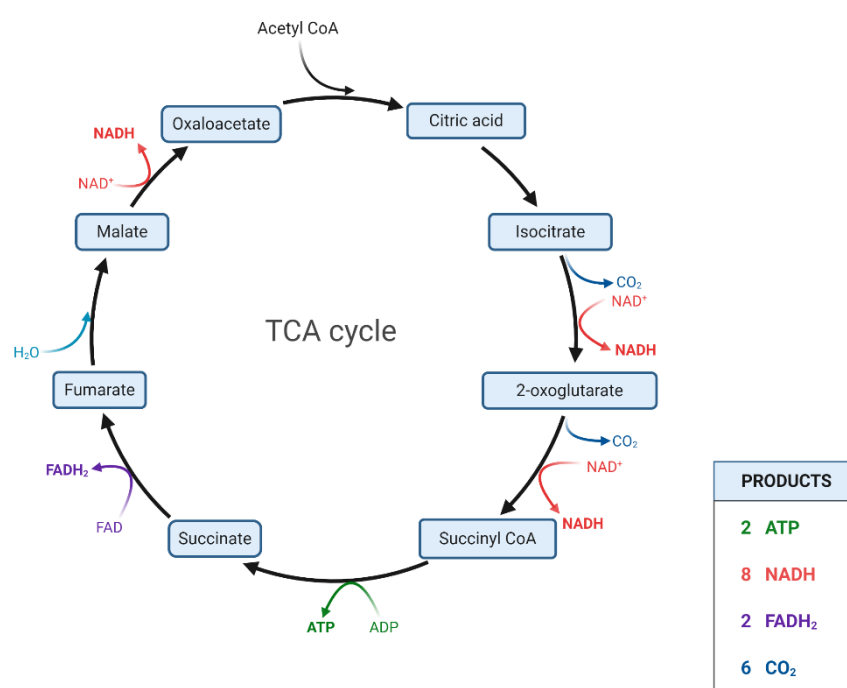 Acetyl CoA
Oxaloacetate
Citric acid
NADH
NAD⁺
Malate
Isocitrate
CO₂
NAD⁺
NADH
TCA cycle
H₂O
Fumarate
2-oxoglutarate
CO₂
FADH₂
NAD⁺
FAD
NADH
Succinate
Succinyl CoA
ATP
ADP
PRODUCTS
2 ATP
8 NADH
2 FADH₂
6 CO₂